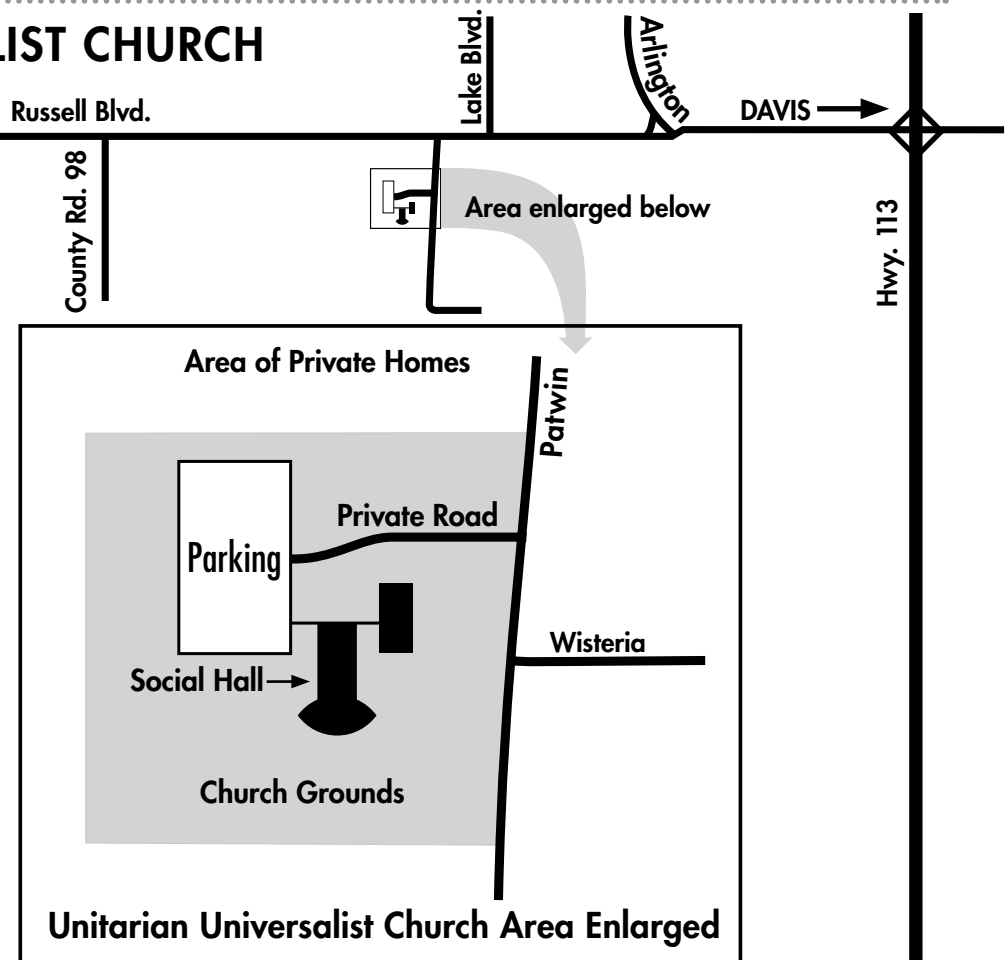 LIST CHURCH
Russell Blvd.
Lake Blvd.
Arlington
DAVIS
County Rd. 98
Area enlarged below
Hwy. 113
Area of Private Homes
Patwin
Private Road
Parking
Wisteria
Social Hall
Church Grounds
Unitarian Universalist Church Area Enlarged